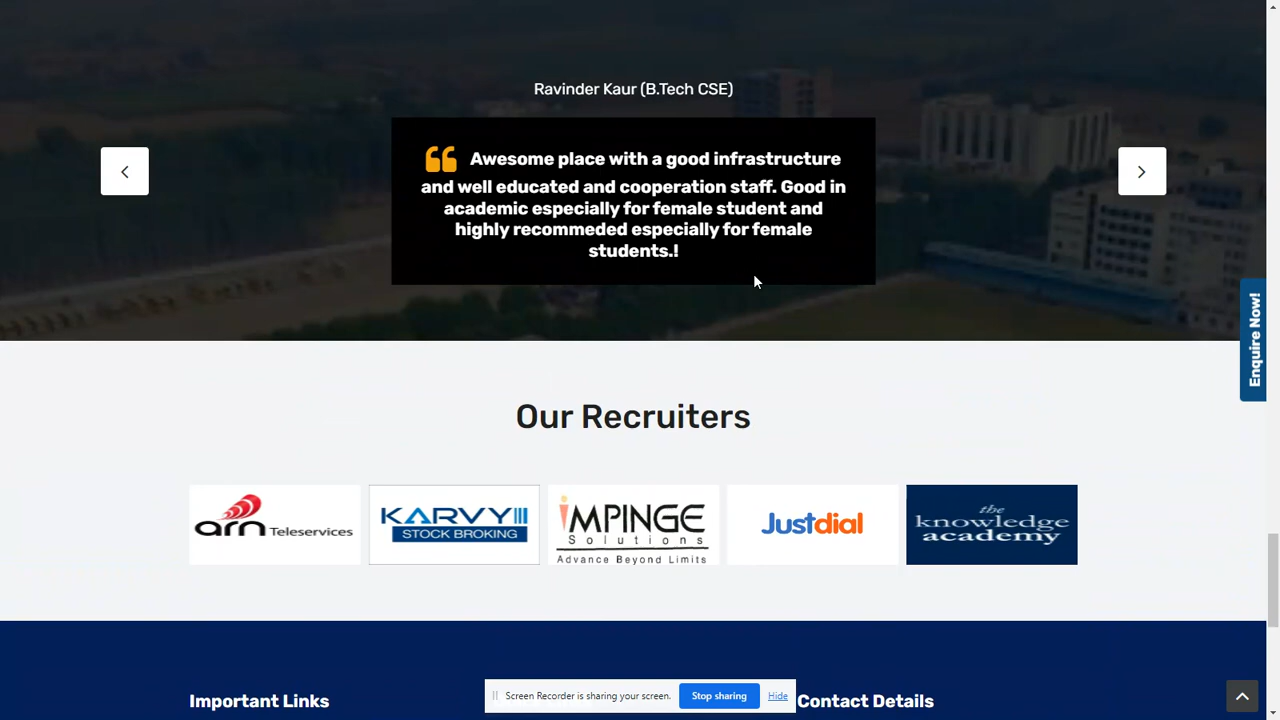 Ravinder Kaur (B.Tech CSE)
Awesome place with a good infrastructure
and well educated and cooperation staff. Good in
academic especially for female student and
highly recommeded especially for female
students.!
Enquire Now!
Our Recruiters
arn Teleservices
KARVY
STOCK BROKING
iMPINGE
Solutions
Advance Beyond Limits
Justdial
the
knowledge
academy
Important Links
Contact Details
Screen Recorder is sharing your screen.
Stop sharing
Hide